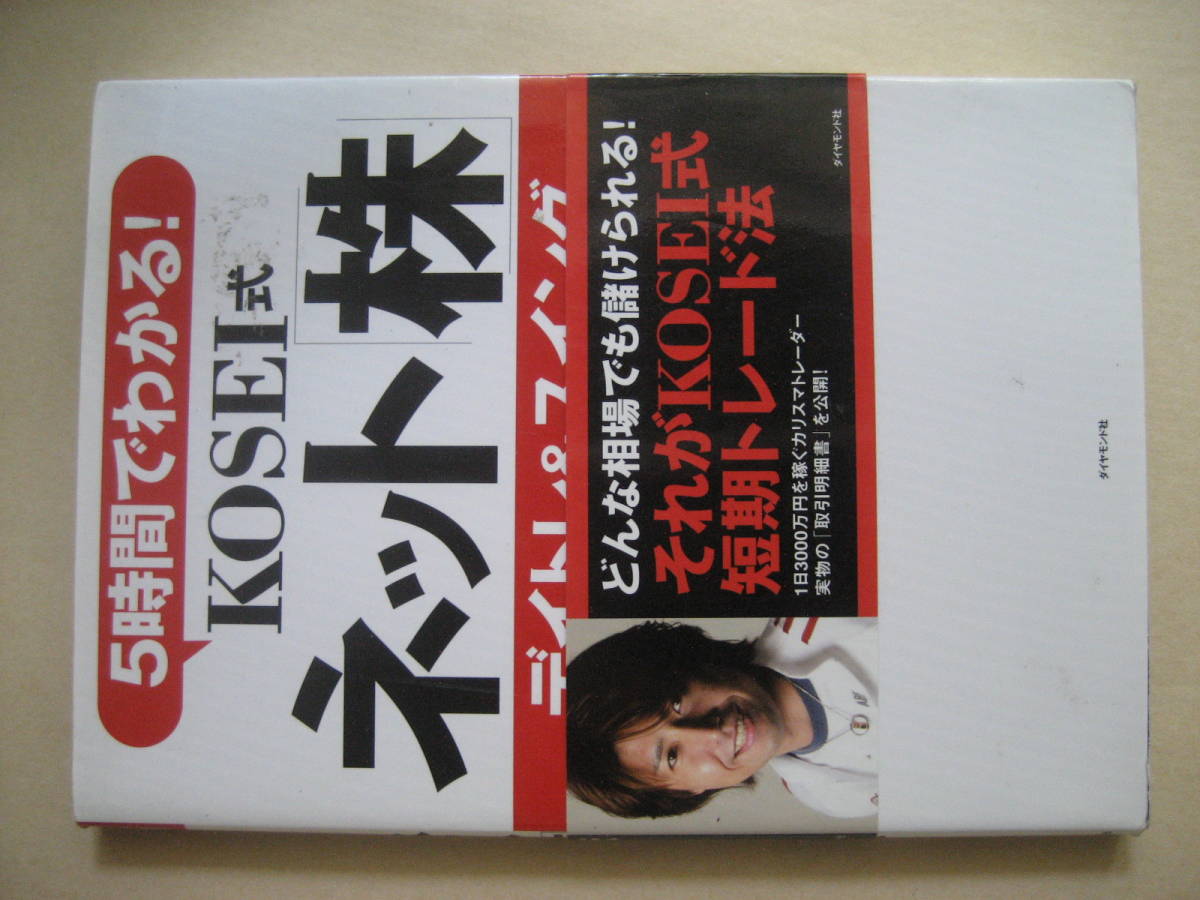 5時間でわかる！
KOSEI式
ネット「株」
デイトレ&スイング
どんな相場でも儲けられる！
それがKOSEI式
短期トレード法
1日3000万円を稼ぐカリスマトレーダー
実物の「取引明細書」を公開！
ダイヤモンド社
ダイヤモンド社